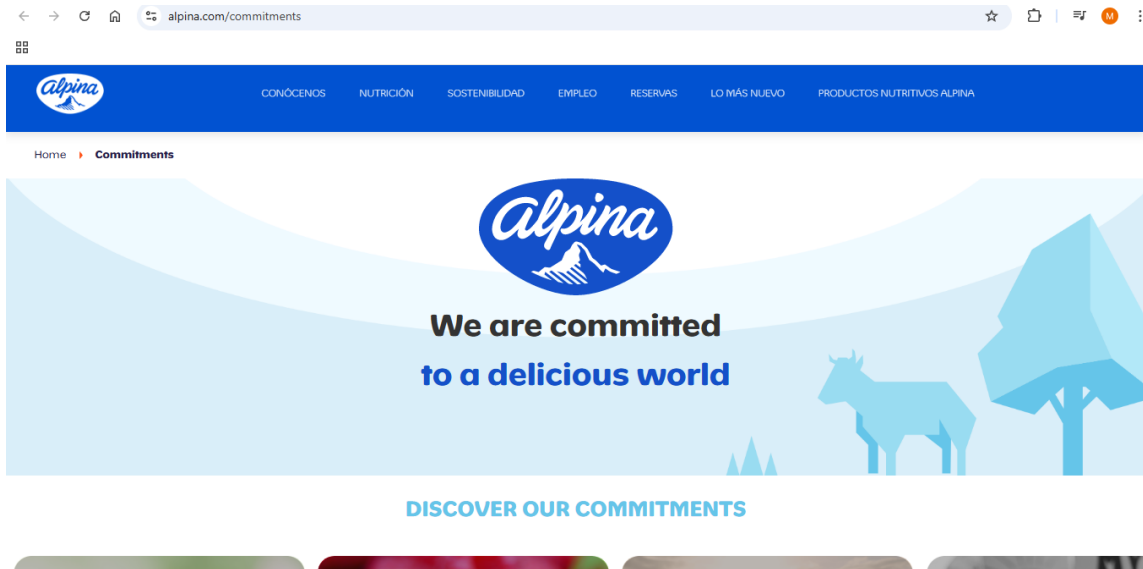 alpina.com/commitments
M
alpina
CONÓCENOS NUTRICIÓN SOSTENIBILIDAD EMPLEO RESERVAS LO MÁS NUEVO PRODUCTOS NUTRITIVOS ALPINA
Home Commitments
alpina
We are committed
to a delicious world
DISCOVER OUR COMMITMENTS